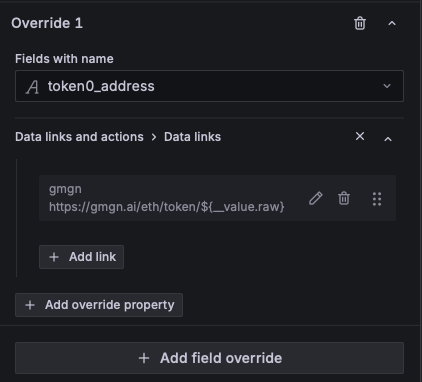 Override 1
Fields with name
token0_address
Data links and actions > Data links
gmgn
https://gmgn.ai/eth/token/${__value.raw}
+ Add link
+ Add override property
+ Add field override